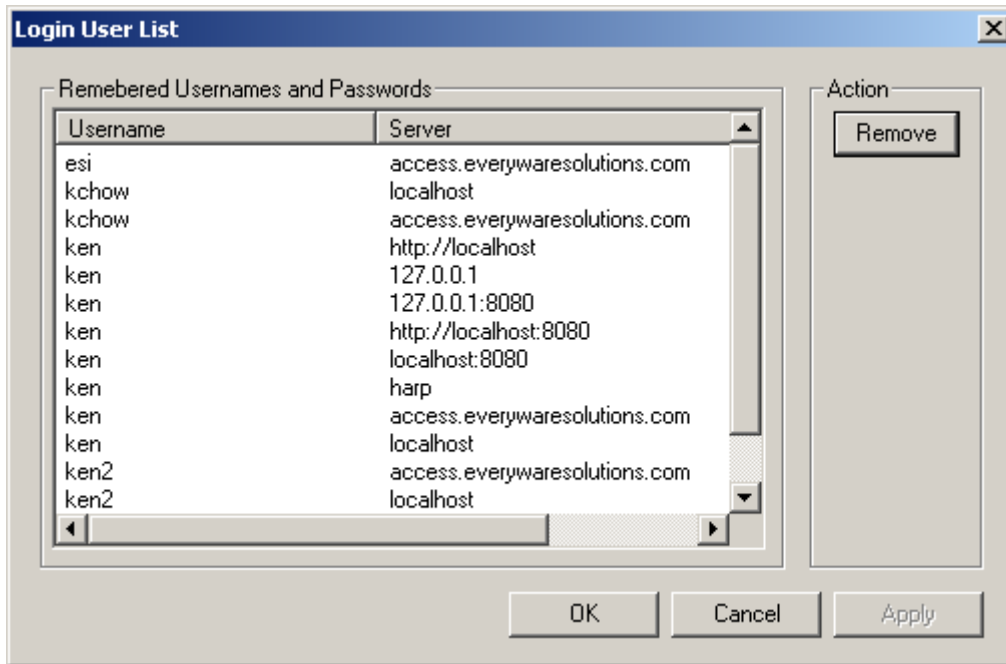 Login User List
Remebered Usernames and Passwords
Action
Username Server
Remove
esi access.everywaresolutions.com
kchow localhost
kchow access.everywaresolutions.com
ken http://localhost
ken 127.0.0.1
ken 127.0.0.1:8080
ken http://localhost:8080
ken localhost:8080
ken harp
ken access.everywaresolutions.com
ken localhost
ken2 access.everywaresolutions.com
ken2 localhost
OK Cancel Apply